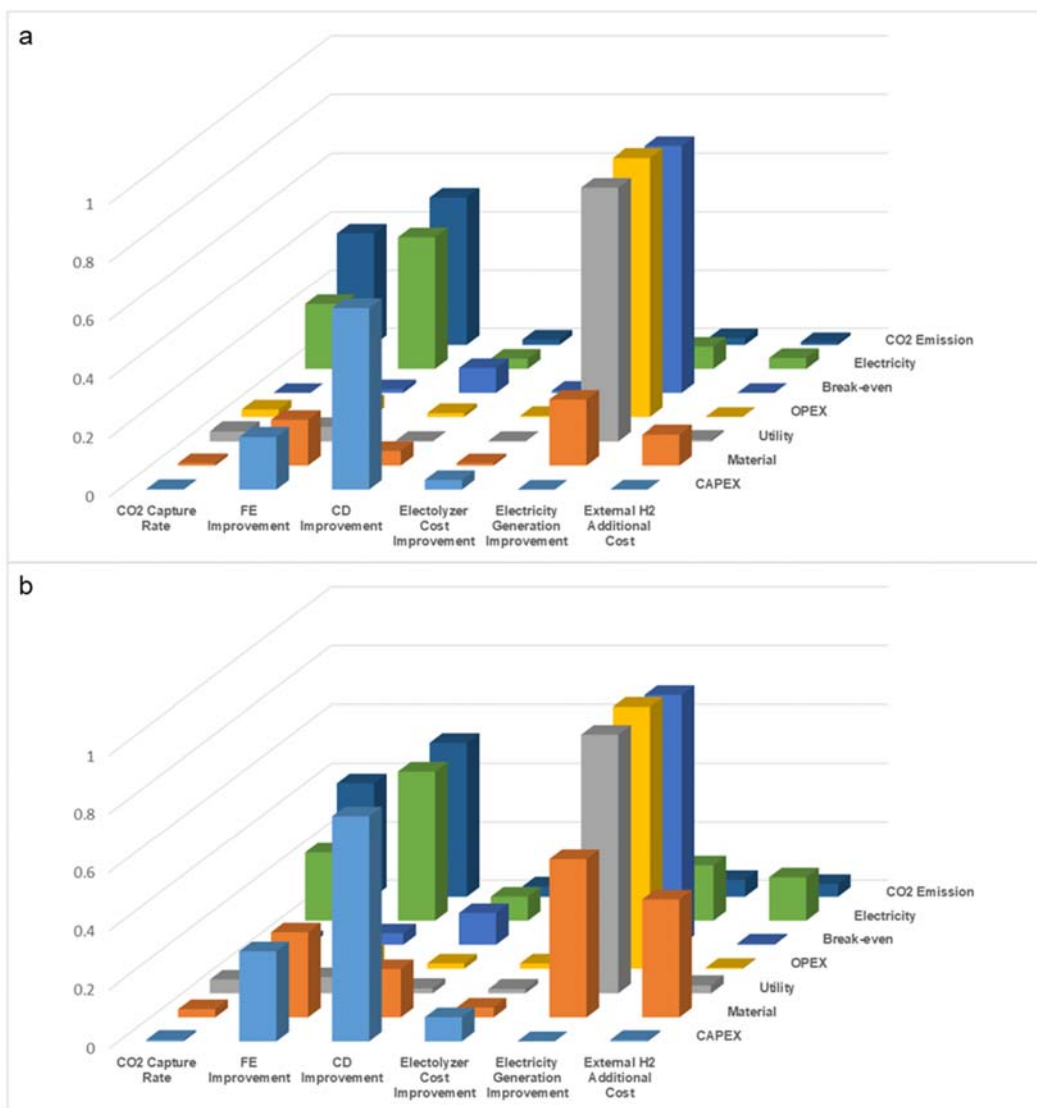 a
1
0.8
0.6
0.4
0.2
0
CO2 Emission
Electricity
Break-even
OPEX
Utility
Material
CAPEX
CO2 Capture
Rate
FE
Improvement
CD
Improvement
Electolyzer
Cost
Improvement
Electricity
Generation
Improvement
External H2
Additional
Cost
b
1
0.8
0.6
0.4
0.2
0
CO2 Emission
Electricity
Break-even
OPEX
Utility
Material
CAPEX
CO2 Capture
Rate
FE
Improvement
CD
Improvement
Electolyzer
Cost
Improvement
Electricity
Generation
Improvement
External H2
Additional
Cost